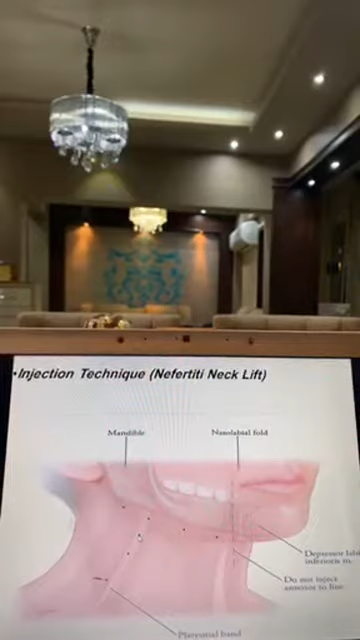 •Injection Technique (Nefertiti Neck Lift)
Mandible
Nasolabial fold
Depressor labii
inferioris m.
Do not inject
anterior to line
Platysmal band